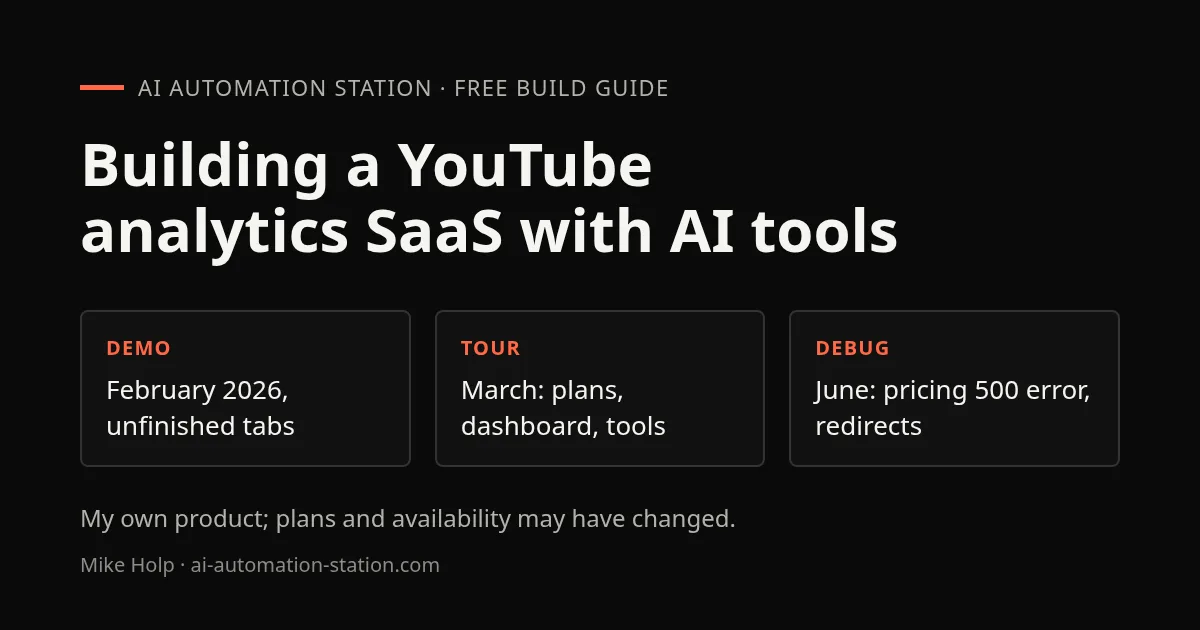 AI AUTOMATION STATION · FREE BUILD GUIDE
Building a YouTube
analytics SaaS with AI tools
DEMO
February 2026,
unfinished tabs
TOUR
March: plans,
dashboard, tools
DEBUG
June: pricing 500 error,
redirects
My own product; plans and availability may have changed.
Mike Holp · ai-automation-station.com